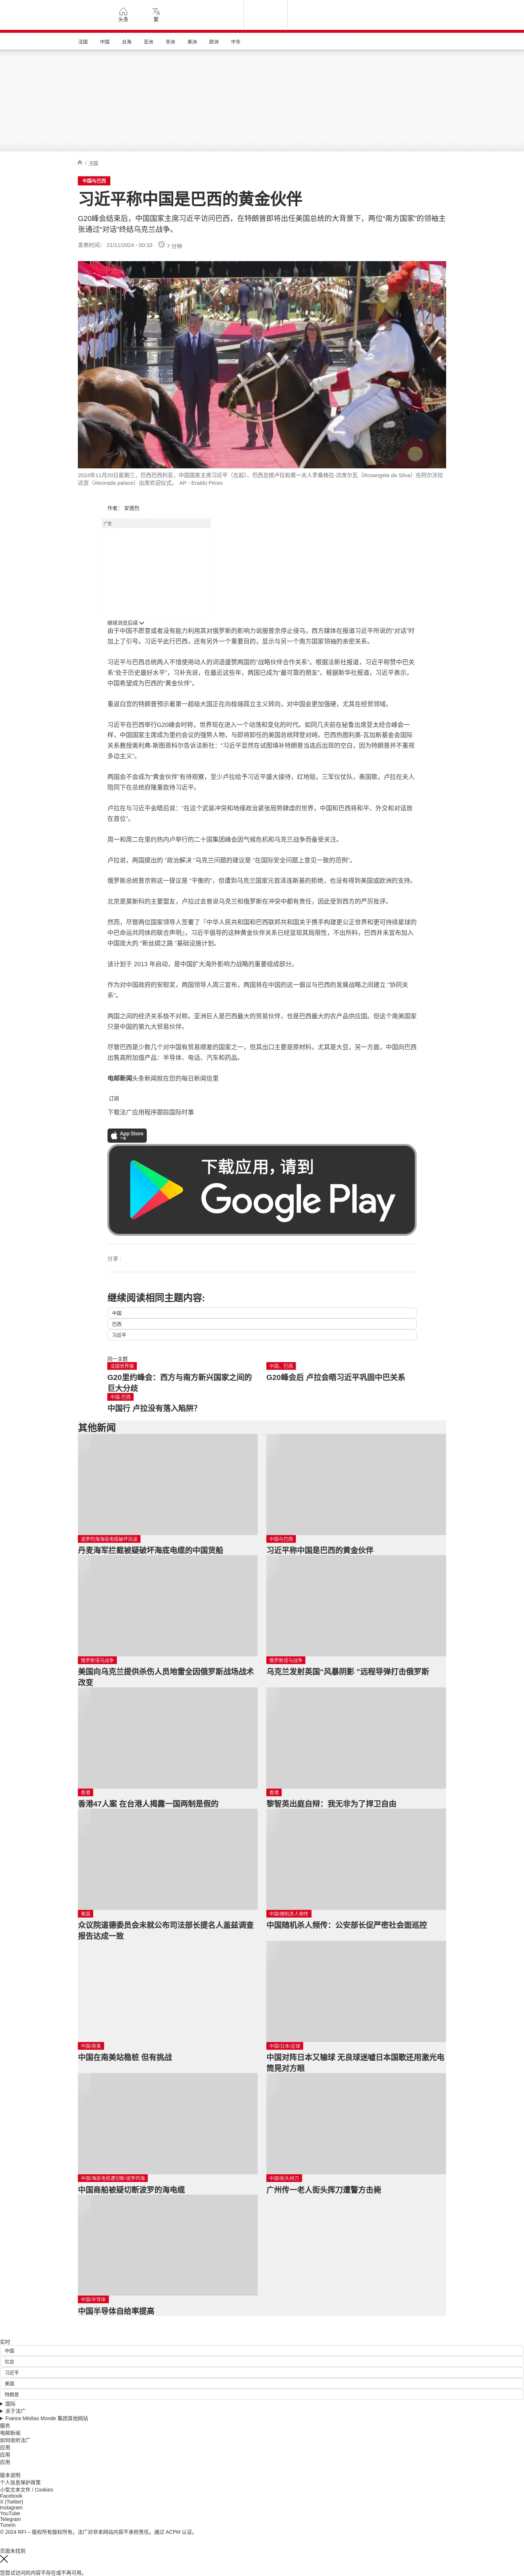 头条
繁
法国
中国
台海
亚洲
非洲
美洲
欧洲
中东
/ 法国
中国与巴西
习近平称中国是巴西的黄金伙伴
G20峰会结束后，中国国家主席习近平访问巴西，在特朗普即将出任美国总统的大背景下，两位“南方国家”的领袖主
张通过“对话”终结乌克兰战争。
发表时间： 21/11/2024 - 00:33
7 分钟
2024年11月20日星期三，巴西巴西利亚，中国国家主席习近平（左起）、巴西总统卢拉和第一夫人罗桑格拉·达席尔瓦（Rosangela da Silva）在阿尔沃拉
达宫（Alvorada palace）出席欢迎仪式。 AP - Eraldo Peres
作者： 安德烈
广告
继续浏览后续
由于中国不愿意或者没有能力利用其对俄罗斯的影响力说服普京停止侵乌，西方媒体在报道习近平所说的“对话”时
加上了引号。习近平此行巴西，还有另外一个重要目的，显示与另一个南方国家领袖的亲密关系。
习近平与巴西总统两人不惜使用动人的词语盛赞两国的“战略伙伴合作关系”。根据法新社报道，习近平称赞中巴关
系“处于历史最好水平”，习补充说，在最近这些年，两国已成为“最可靠的朋友”。根据新华社报道，习近平表示，
中国希望成为巴西的“黄金伙伴”。
重返白宫的特朗普预示着第一超级大国正在向极端孤立主义转向，对中国会更加强硬，尤其在经贸领域。
习近平在巴西举行G20峰会时称，世界现在进入一个动荡和变化的时代。如同几天前在秘鲁出席亚太经合峰会一
样，中国国家主席成为里约会议的强势人物，与即将卸任的美国总统拜登对峙。巴西热图利奥-瓦加斯基金会国际
关系教授奥利弗-斯图恩科尔告诉法新社：“习近平显然在试图填补特朗普当选后出现的空白，因为特朗普并不重视
多边主义”。
两国会不会成为“黄金伙伴”有待观察，至少卢拉给予习近平盛大接待，红地毯，三军仪仗队，奏国歌，卢拉在夫人
陪同下在总统府隆重款待习近平。
卢拉在与习近平会晤后说：“在这个武装冲突和地缘政治紧张局势肆虐的世界，中国和巴西将和平、外交和对话放
在首位”。
周一和周二在里约热内卢举行的二十国集团峰会因气候危机和乌克兰战争而备受关注。
卢拉说，两国提出的 “政治解决 ”乌克兰问题的建议是 “在国际安全问题上意见一致的范例”。
俄罗斯总统普京称这一提议是 “平衡的”，但遭到乌克兰国家元首泽连斯基的拒绝，也没有得到美国或欧洲的支持。
北京是莫斯科的主要盟友，卢拉过去曾说乌克兰和俄罗斯在冲突中都有责任，因此受到西方的严厉批评。
然而，尽管两位国家领导人签署了『中华人民共和国和巴西联邦共和国关于携手构建更公正世界和更可持续星球的
中巴命运共同体的联合声明』，习近平倡导的这种黄金伙伴关系已经显现其局限性，不出所料，巴西并未宣布加入
中国庞大的 “新丝绸之路 ”基础设施计划。
该计划于 2013 年启动，是中国扩大海外影响力战略的重要组成部分。
作为对中国政府的安慰奖，两国领导人周三宣布，两国将在中国的这一倡议与巴西的发展战略之间建立 “协同关
系”。
两国之间的经济关系极不对称。亚洲巨人是巴西最大的贸易伙伴，也是巴西最大的农产品供应国，但这个南美国家
只是中国的第九大贸易伙伴。
尽管巴西是少数几个对中国有贸易顺差的国家之一，但其出口主要是原材料，尤其是大豆。另一方面，中国向巴西
出售高附加值产品：半导体、电话、汽车和药品。
电邮新闻头条新闻就在您的每日新闻信里
订阅
下载法广应用程序跟踪国际时事
App Store
下载
下载应用，请到
Google Play
分享 :
继续阅读相同主题内容:
中国
巴西
习近平
同一主题
法国世界看
G20里约峰会：西方与南方新兴国家之间的
巨大分歧
中国、巴西
G20峰会后 卢拉会晤习近平巩固中巴关系
中国·巴西
中国行 卢拉没有落入陷阱？
其他新闻
波罗的海海底电缆破坏风波
丹麦海军拦截被疑破坏海底电缆的中国货船
中国与巴西
习近平称中国是巴西的黄金伙伴
俄罗斯侵乌战争
美国向乌克兰提供杀伤人员地雷全因俄罗斯战场战术
改变
俄罗斯侵乌战争
乌克兰发射英国“风暴阴影 ”远程导弹打击俄罗斯
香港
香港47人案 在台港人揭露一国两制是假的
香港
黎智英出庭自辩：我无非为了捍卫自由
美国
众议院道德委员会未就公布司法部长提名人盖兹调查
报告达成一致
中国/随机杀人频传
中国随机杀人频传：公安部长促严密社会面巡控
中国/南美
中国在南美站稳桩 但有挑战
中国/日本/足球
中国对阵日本又输球 无良球迷嘘日本国歌还用激光电
筒晃对方眼
中国/海底电缆遭切断/波罗的海
中国商船被疑切断波罗的海电缆
中国/街头持刀
广州传一老人街头挥刀遭警方击毙
中国/半导体
中国半导体自给率提高
实时
中国
社会
习近平
美国
特朗普
国际
关于法广
France Médias Monde 集团其他网站
服务
电邮新闻
如何收听法广
应用
应用
应用
版本说明
个人信息保护政策
小型文本文件 / Cookies
Facebook
X (Twitter)
Instagram
YouTube
Telegram
TuneIn
© 2024 RFI – 版权所有版权所有。法广对非本网站内容不承担责任。通过 ACPM 认证。
页面未找到
您尝试访问的内容不存在或不再可用。